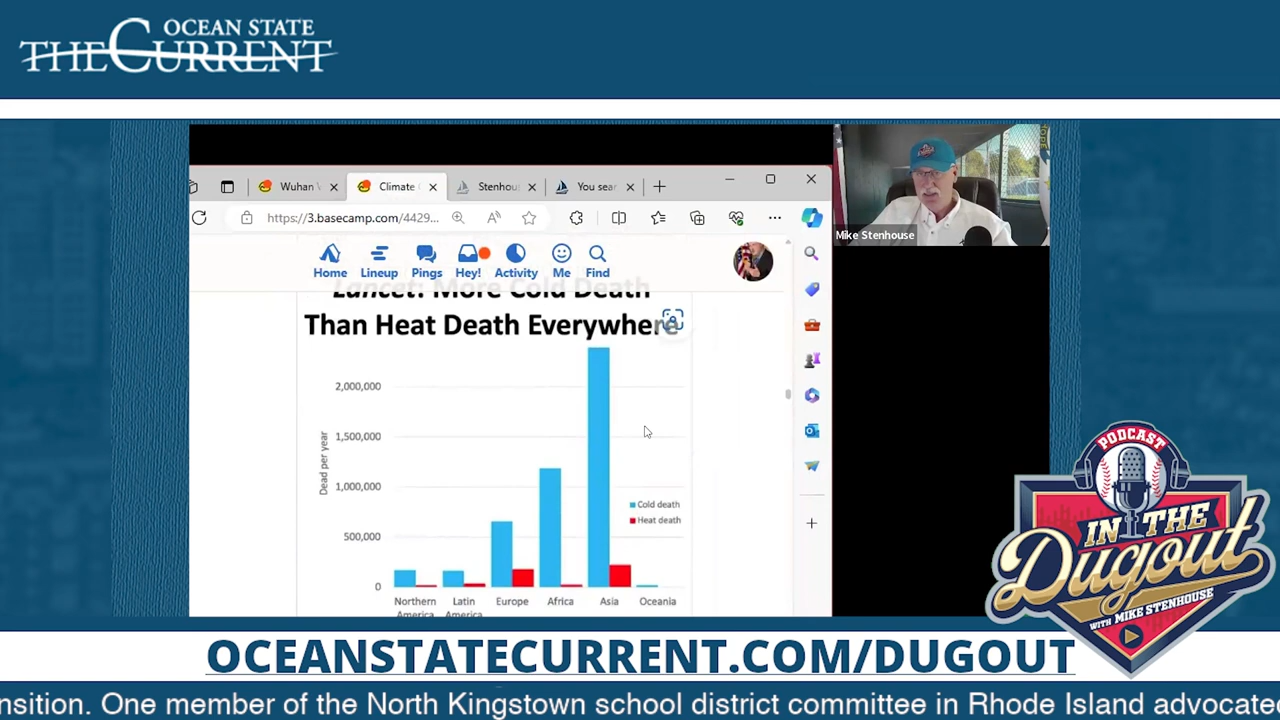 OCEAN STATE
THE CURRENT
Wuhan
Climate
Stenhous
You sear
https://3.basecamp.com/4429...
Home
Lineup
Pings
Hey!
Activity
Me
Find
Mike Stenhouse
Lancet: More Cold Death
Than Heat Death Everywhere
Dead per year
2,000,000
1,500,000
1,000,000
500,000
0
Cold death
Heat death
Northern America
Latin America
Europe
Africa
Asia
Oceania
PODCAST
IN THE
Dugout
WITH MIKE STENHOUSE
OCEANSTATECURRENT.COM/DUGOUT
nsition. One member of the North Kingstown school district committee in Rhode Island advocated